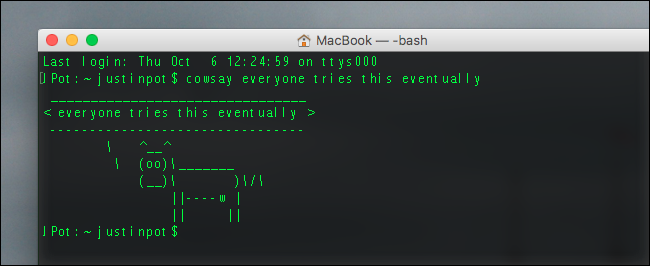 MacBook — -bash
Last login: Thu Oct  6 12:24:59 on ttys000
JPot:~ justinpot$ cowsay everyone tries this eventually
 _______________________________
< everyone tries this eventually >
 -------------------------------
        \   ^__^
         \  (oo)\_______
            (__)\       )\/\
                ||----w |
                ||     ||
JPot:~ justinpot$